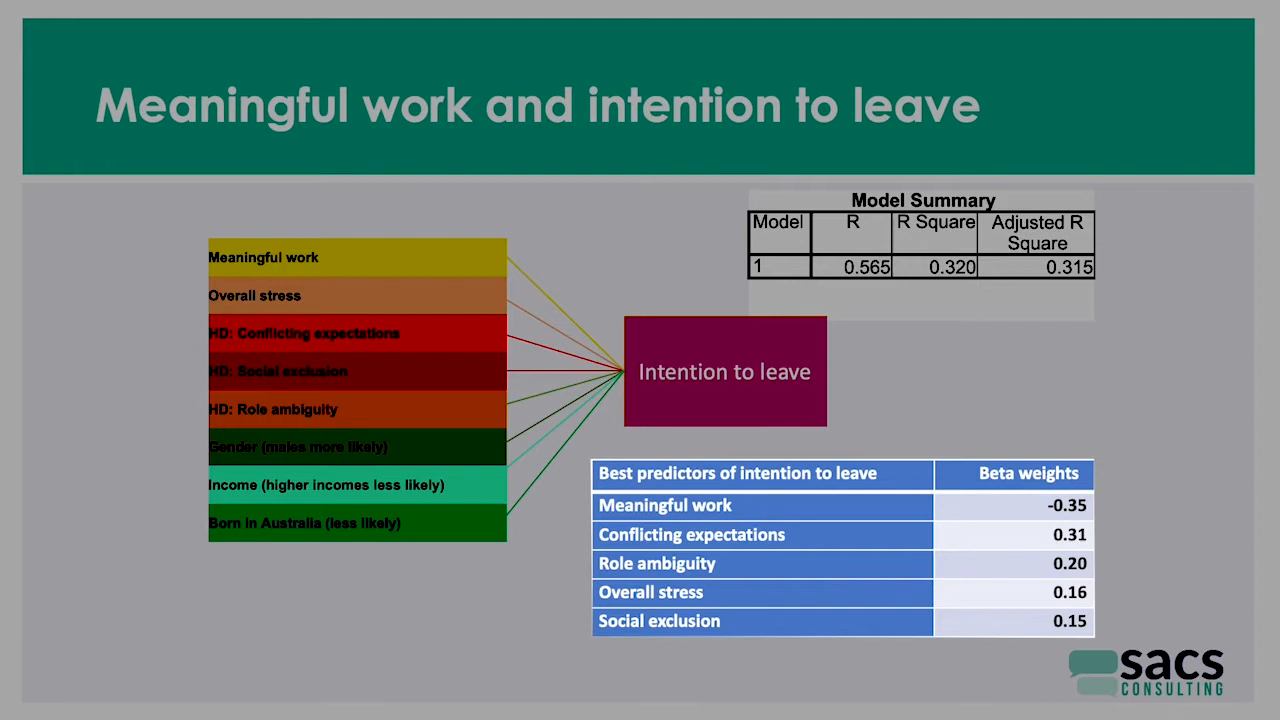 Meaningful work and intention to leave
Model Summary
Model R R Square Adjusted R
Square
1 0.565 0.320 0.315
Meaningful work
Overall stress
HD: Conflicting expectations
HD: Social exclusion
HD: Role ambiguity
Gender (males more likely)
Income (higher incomes less likely)
Born in Australia (less likely)
Intention to leave
Best predictors of intention to leave Beta weights
Meaningful work -0.35
Conflicting expectations 0.31
Role ambiguity 0.20
Overall stress 0.16
Social exclusion 0.15
sacs
CONSULTING